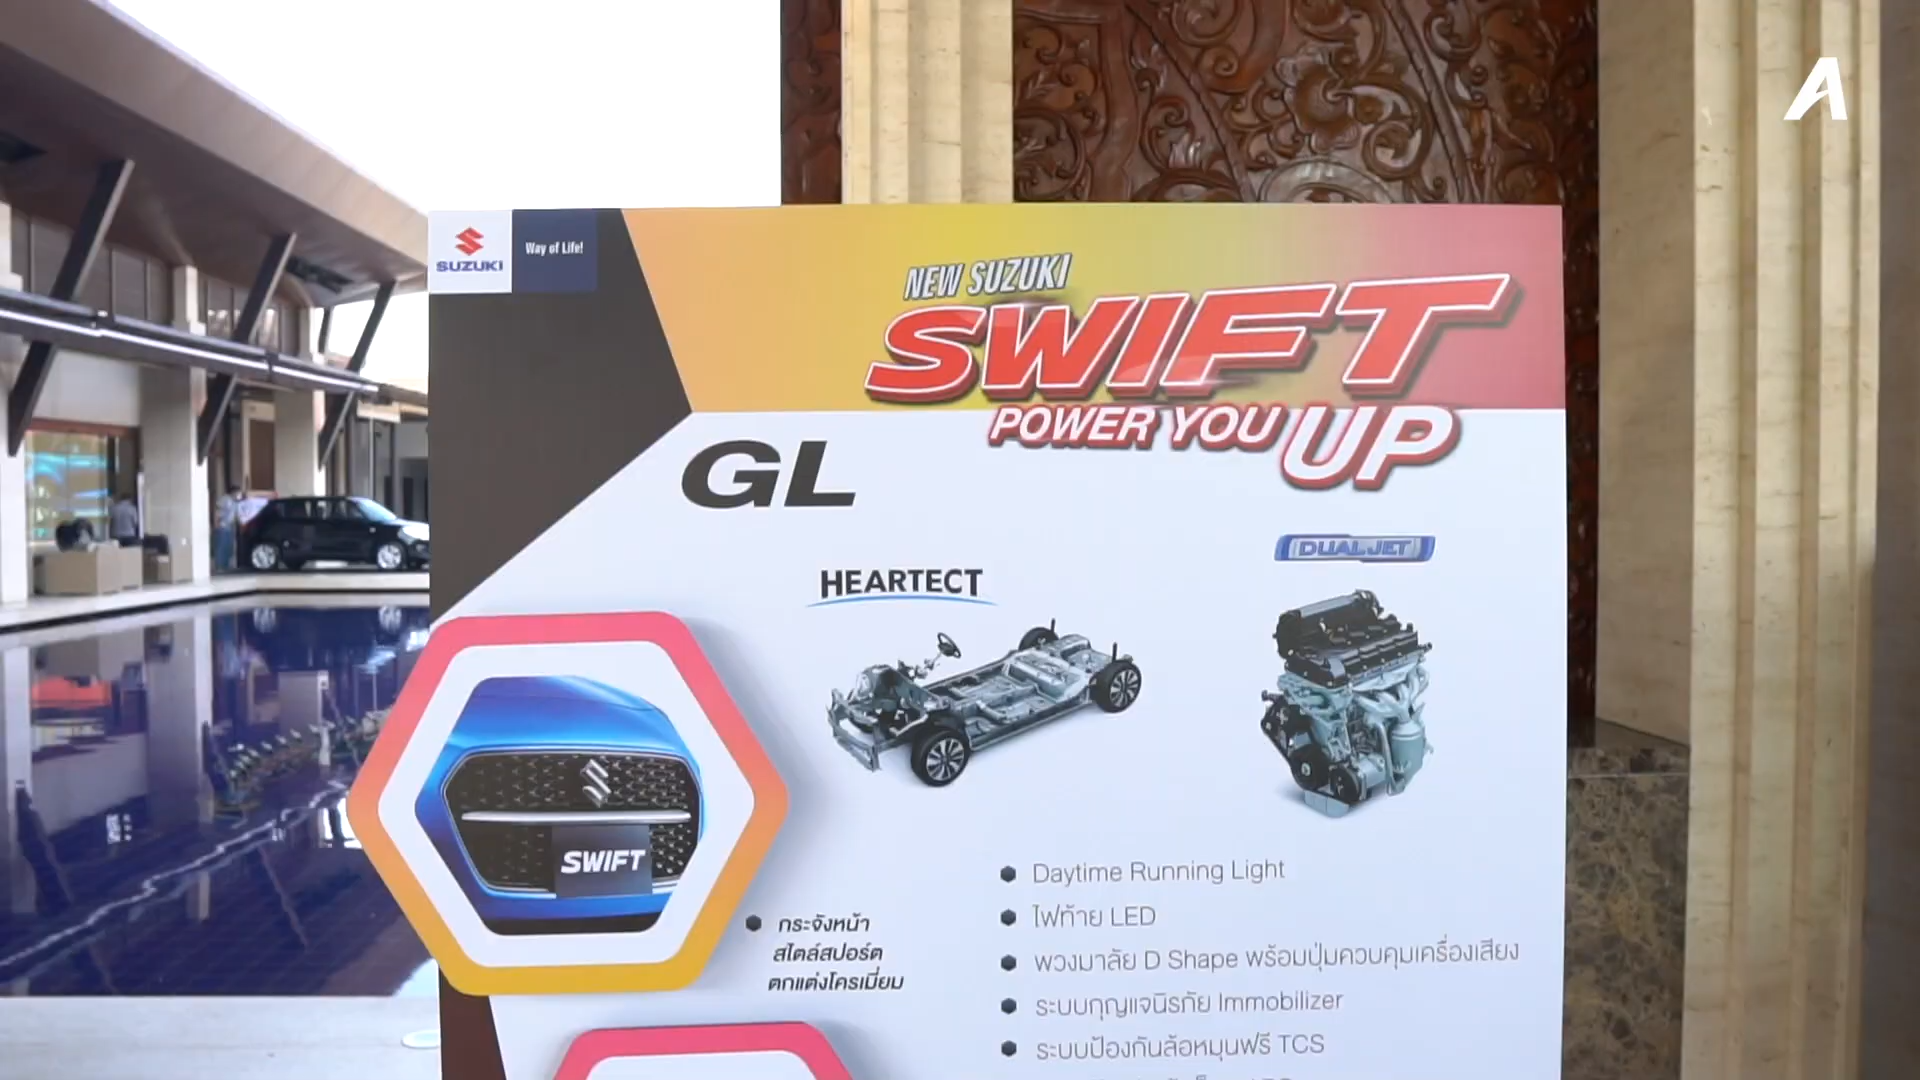 SUZUKI
Way of Life!
NEW SUZUKI
SWIFT
POWER YOU UP
GL
HEARTECT
DUALJET
SWIFT
กระจังหน้า
สไตล์สปอร์ต
ตกแต่งโครเมี่ยม
Daytime Running Light
ไฟท้าย LED
พวงมาลัย D Shape พร้อมปุ่มควบคุมเครื่องเสียง
ระบบกุญแจนิรภัย Immobilizer
ระบบป้องกันล้อหมุนฟรี TCS